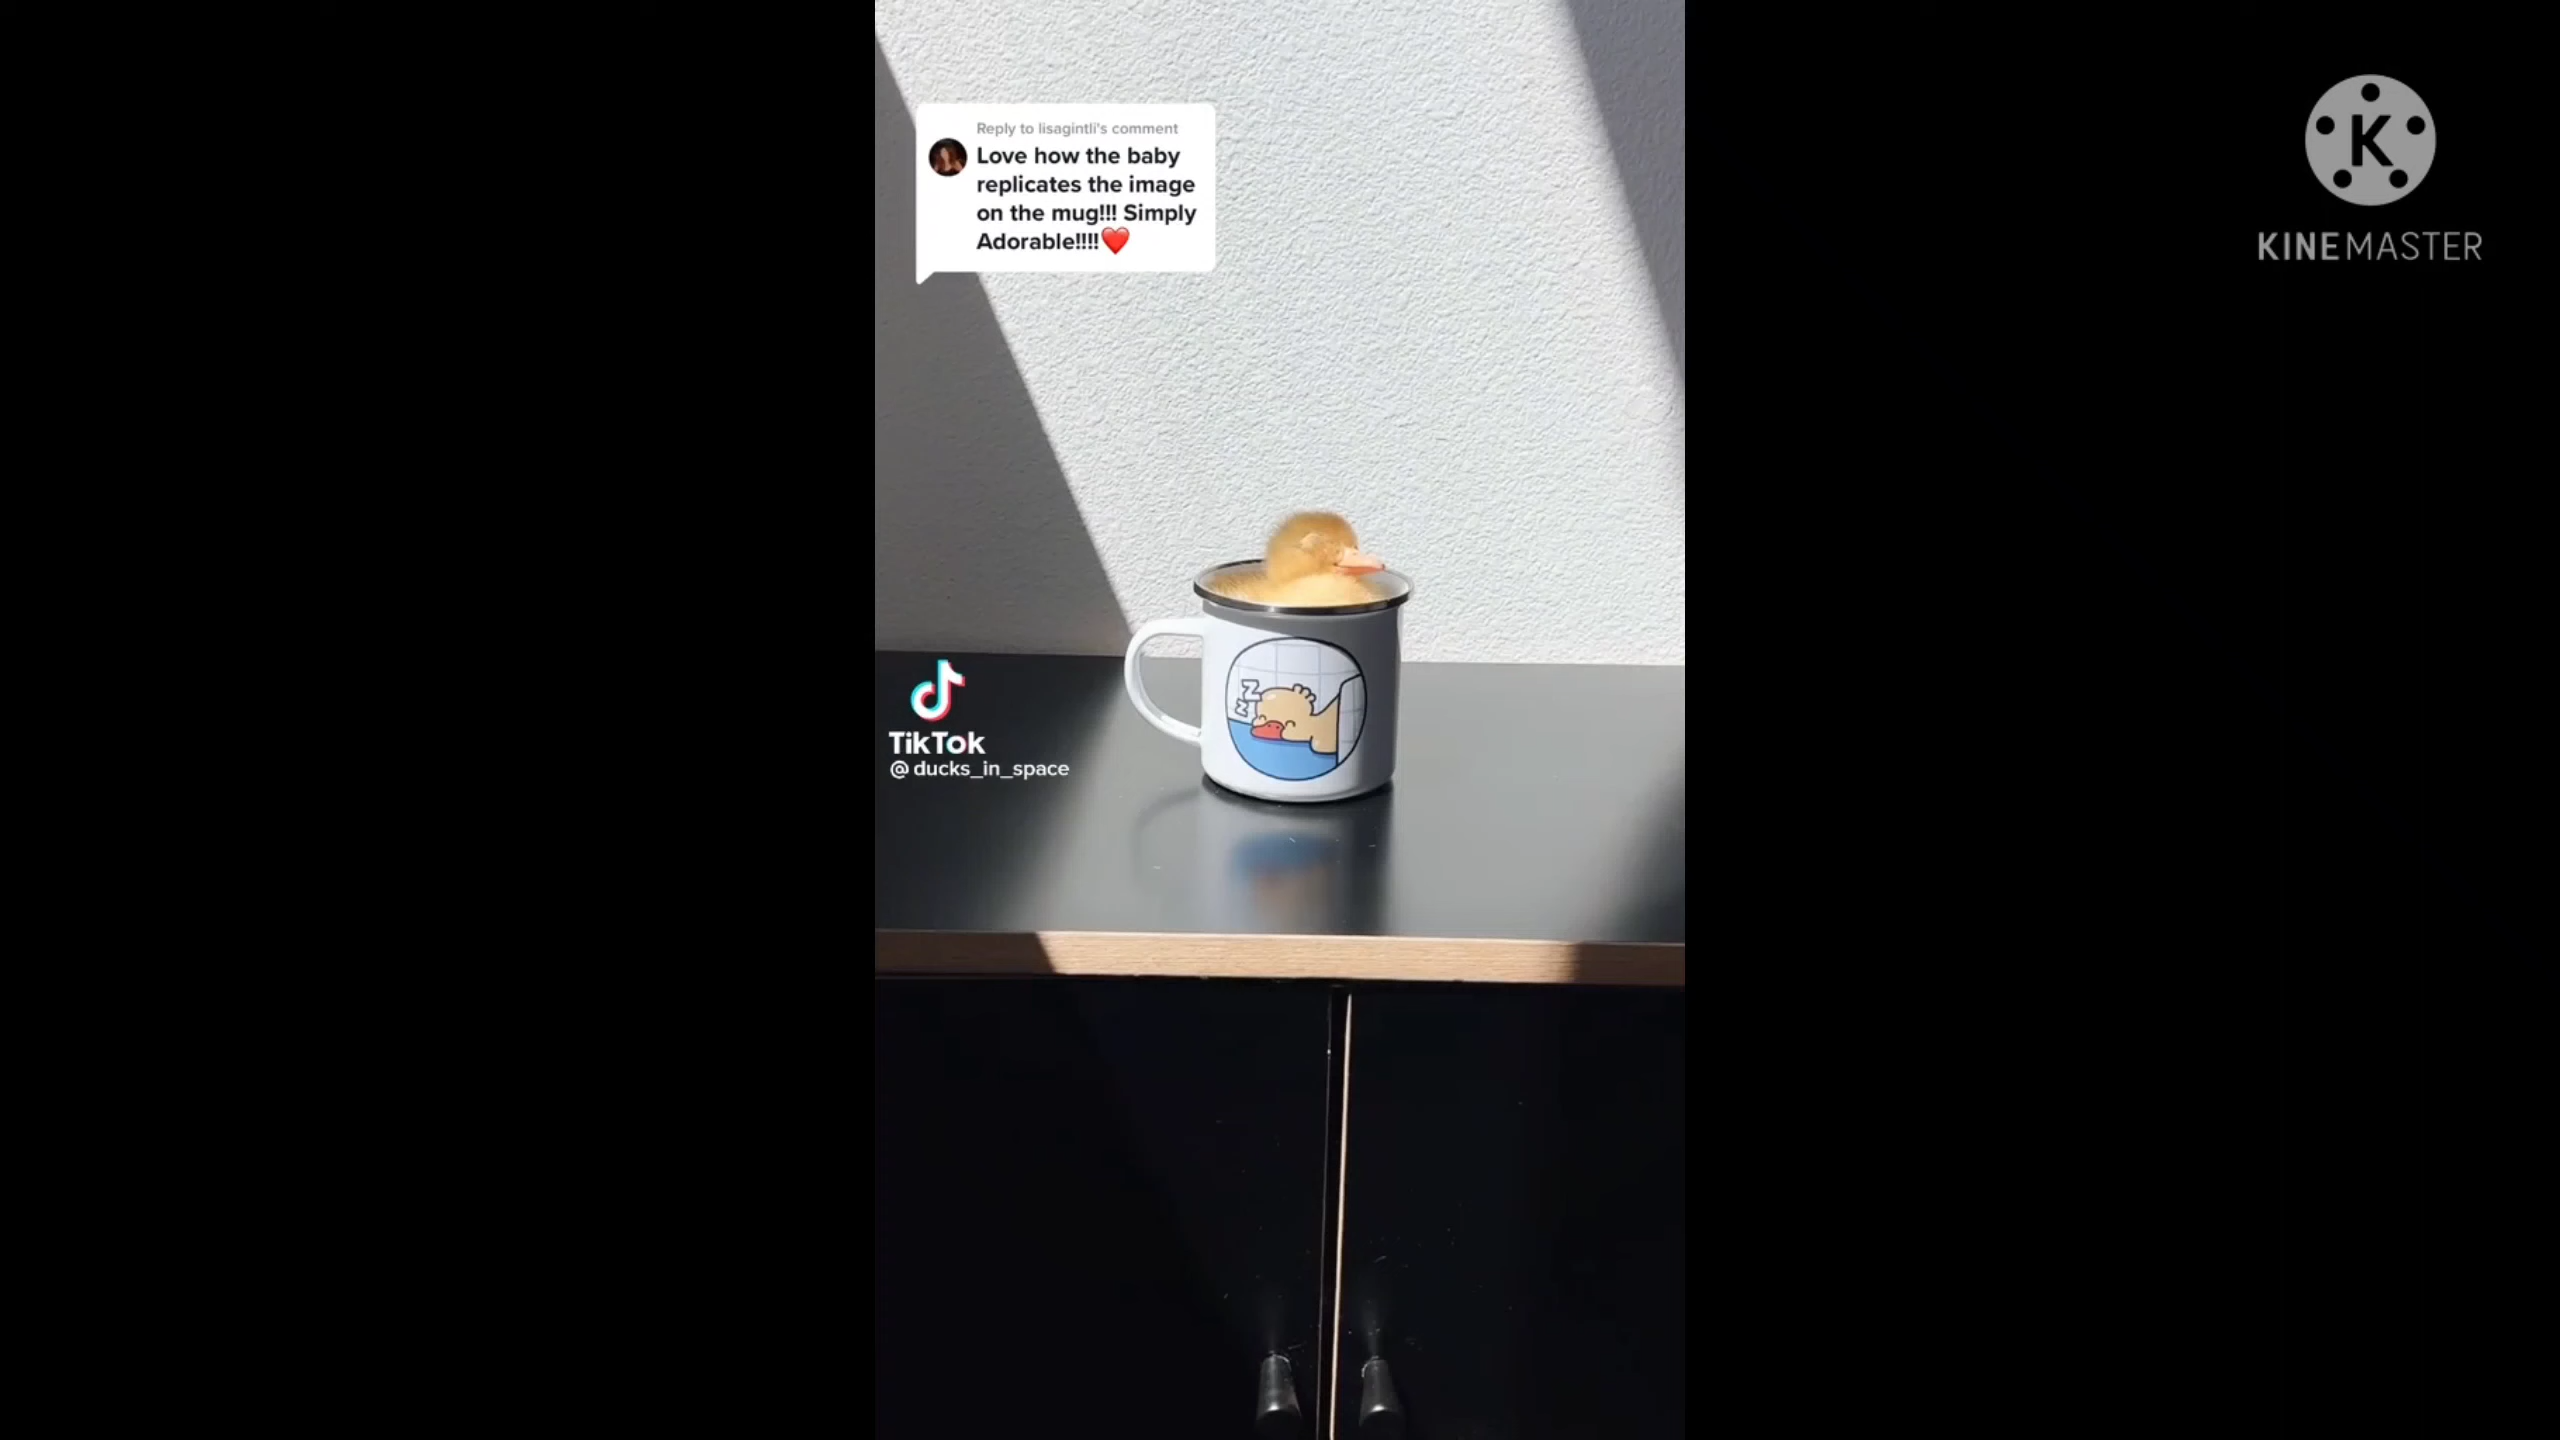 Reply to lisagintli's comment
Love how the baby
replicates the image
on the mug!!! Simply
Adorable!!!!❤️
KINEMASTER
Z
z
TikTok
@ducks_in_space